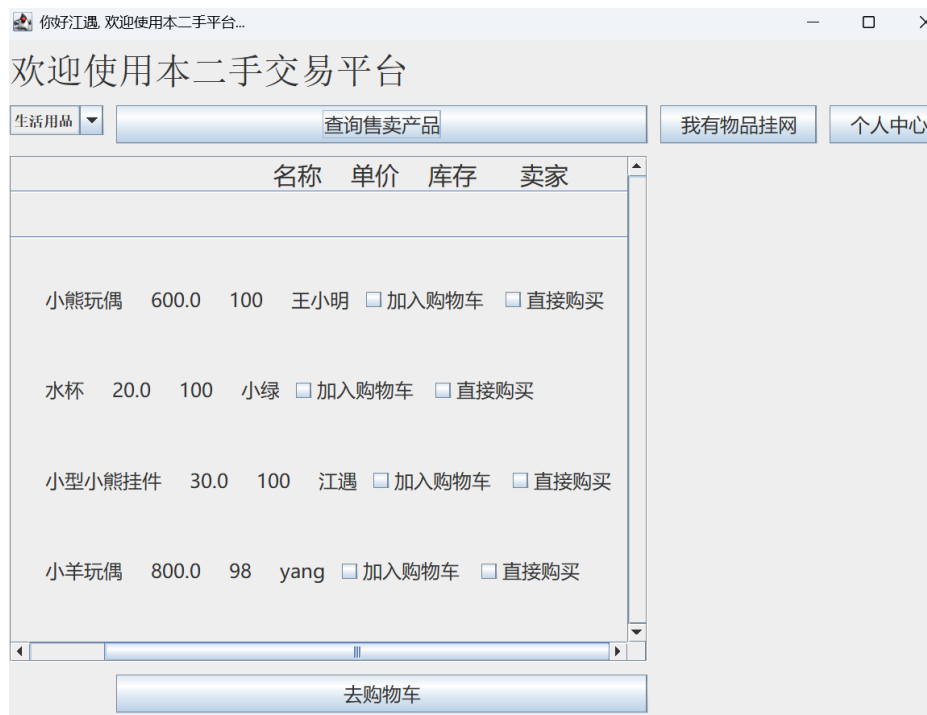 你好江遇, 欢迎使用本二手平台...
欢迎使用本二手交易平台
生活用品 查询售卖产品 我有物品挂网 个人中心
名称 单价 库存 卖家
小熊玩偶 600.0 100 王小明 加入购物车 直接购买
水杯 20.0 100 小绿 加入购物车 直接购买
小型小熊挂件 30.0 100 江遇 加入购物车 直接购买
小羊玩偶 800.0 98 yang 加入购物车 直接购买
去购物车